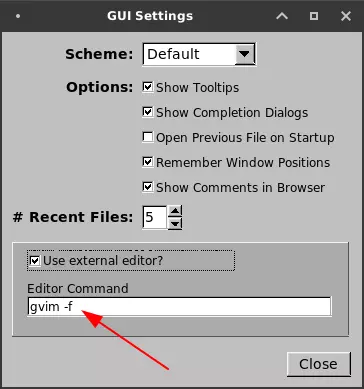 GUI Settings
Scheme: Default
Options: Show Tooltips
Show Completion Dialogs
Open Previous File on Startup
Remember Window Positions
Show Comments in Browser
# Recent Files: 5
Use external editor?
Editor Command
gvim -f
Close